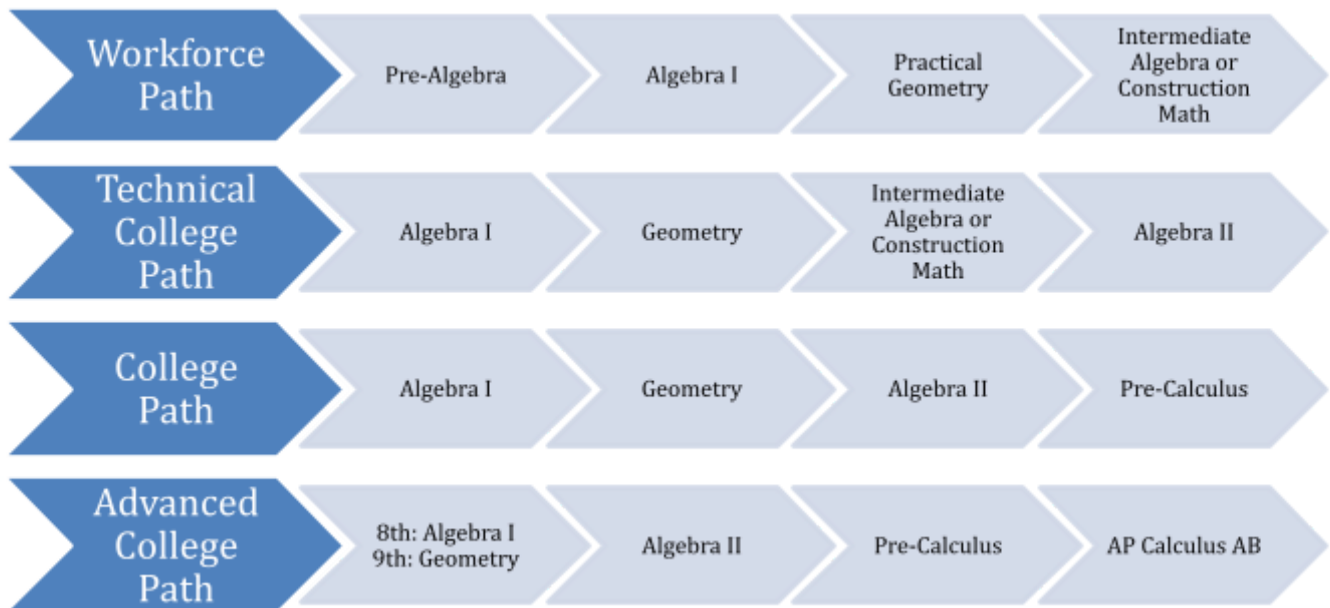 Workforce
Path
Pre-Algebra
Algebra I
Practical
Geometry
Intermediate
Algebra or
Construction
Math
Technical
College
Path
Algebra I
Geometry
Intermediate
Algebra or
Construction
Math
Algebra II
College
Path
Algebra I
Geometry
Algebra II
Pre-Calculus
Advanced
College
Path
8th: Algebra I
9th: Geometry
Algebra II
Pre-Calculus
AP Calculus AB